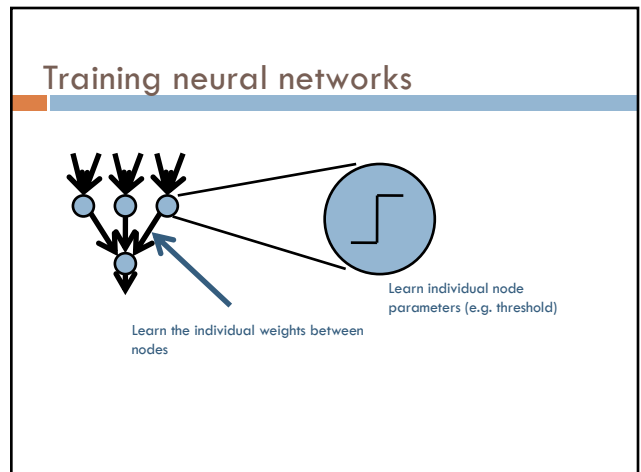 Training neural networks
Learn individual node
parameters (e.g. threshold)
Learn the individual weights between
nodes